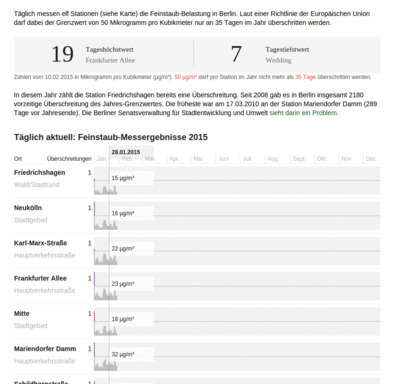 Täglich messen elf Stationen (siehe Karte) die Feinstaub-Belastung in Berlin. Laut einer Richtlinie der Europäischen Union
darf dabei der Grenzwert von 50 Mikrogramm pro Kubikmeter nur an 35 Tagen im Jahr überschritten werden.
19 Tageshöchstwert 7 Tagestiefstwert
Frankfurter Allee Wedding
Zahlen vom 10.02.2015 in Mikrogramm pro Kubikmeter (µg/m³). 50 µg/m³ darf pro Station im Jahr nicht mehr als 35 Tage überschritten werden.
In diesem Jahr zählt die Station Friedrichshagen bereits eine Überschreitung. Seit 2008 gab es in Berlin insgesamt 2180
vorzeitige Überschreitung des Jahres-Grenzwertes. Die früheste war am 17.03.2010 an der Station Mariendorfer Damm (289
Tage vor Jahresende). Die Berliner Senatsverwaltung für Stadtentwicklung und Umwelt sieht darin ein Problem.
Täglich aktuell: Feinstaub-Messergebnisse 2015
28.01.2015
Ort Überschreitungen Jan. Feb. Mär. Apr. Mai Juni Juli Aug. Sept. Okt. Nov. Dez.
Friedrichshagen 1
15 µg/m³
Wald/Stadtrand
Neukölln 1
16 µg/m³
Stadtgebiet
Karl-Marx-Straße 1
22 µg/m³
Hauptverkehrsstraße
Frankfurter Allee 1
23 µg/m³
Hauptverkehrsstraße
Mitte 1
18 µg/m³
Stadtgebiet
Mariendorfer Damm 1
32 µg/m³
Hauptverkehrsstraße